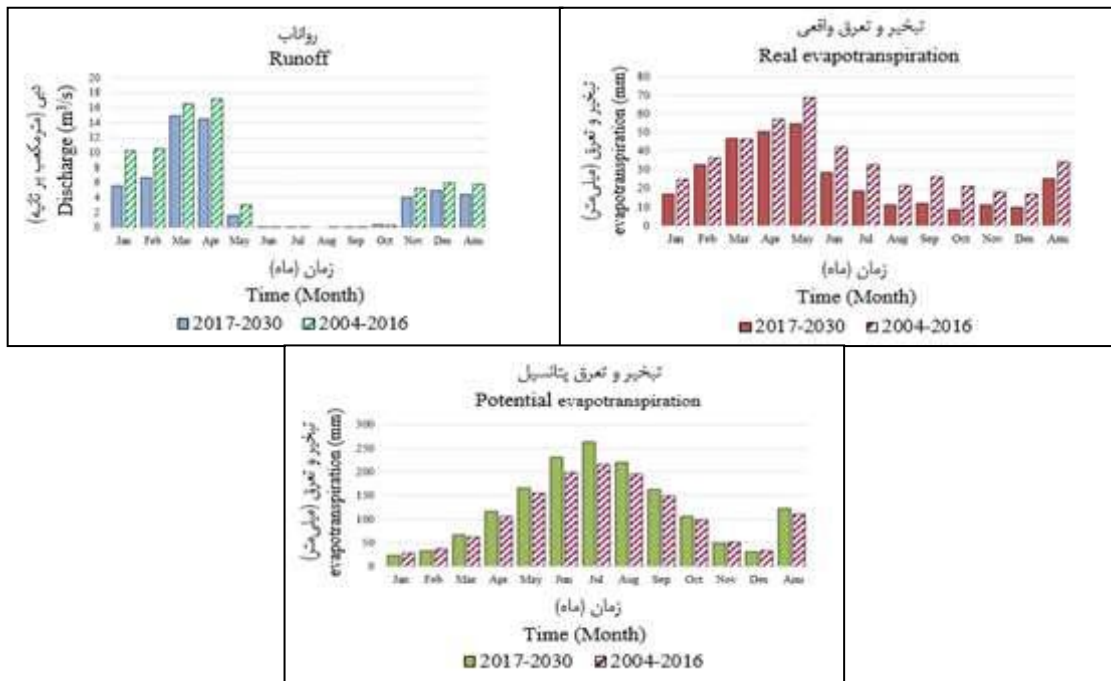 رواناب
Runoff
دبی (مترمکعب بر ثانیه)
Discharge (m³/s)
20
18
16
14
12
10
8
6
4
2
0
Jan Feb Mar Apr May Jun Jul Aug Sep Oct Nov Des Anu
زمان (ماه)
Time (Month)
2017-2030 2004-2016
تبخیر و تعرق واقعی
Real evapotranspiration
تبخیر و تعرق (میلی‌متر)
evapotranspiration (mm)
80
70
60
50
40
30
20
10
0
Jan Feb Mar Apr May Jun Jul Aug Sep Oct Nov Des Anu
زمان (ماه)
Time (Month)
2017-2030 2004-2016
تبخیر و تعرق پتانسیل
Potential evapotranspiration
تبخیر و تعرق (میلی‌متر)
evapotranspiration (mm)
300
250
200
150
100
50
0
Jan Feb Mar Apr May Jun Jul Aug Sep Oct Nov Des Anu
زمان (ماه)
Time (Month)
2017-2030 2004-2016